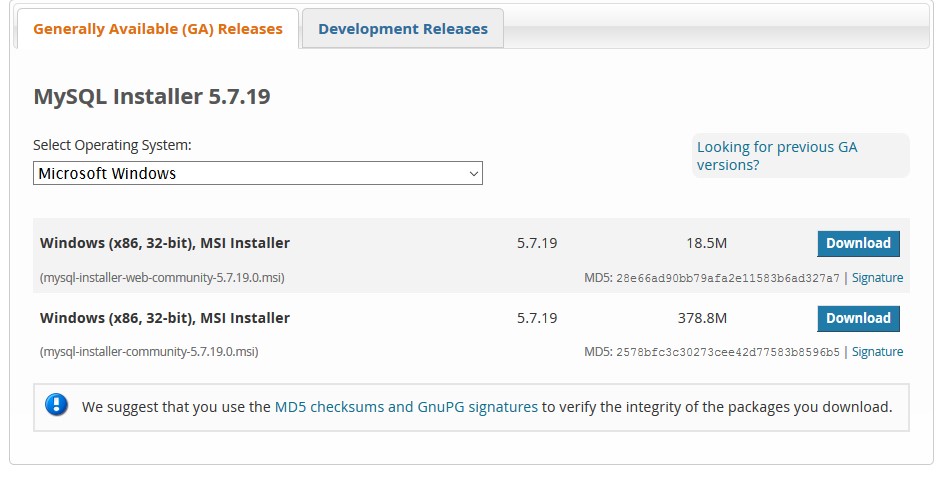 Generally Available (GA) Releases
Development Releases
MySQL Installer 5.7.19
Select Operating System:
Microsoft Windows
Looking for previous GA
versions?
Windows (x86, 32-bit), MSI Installer 5.7.19 18.5M Download
(mysql-installer-web-community-5.7.19.0.msi) MD5: 28e66ad90bb79afa2e11583b6ad327a7 | Signature
Windows (x86, 32-bit), MSI Installer 5.7.19 378.8M Download
(mysql-installer-community-5.7.19.0.msi) MD5: 2578bfc3c30273cee42d77583b8596b5 | Signature
We suggest that you use the MD5 checksums and GnuPG signatures to verify the integrity of the packages you download.